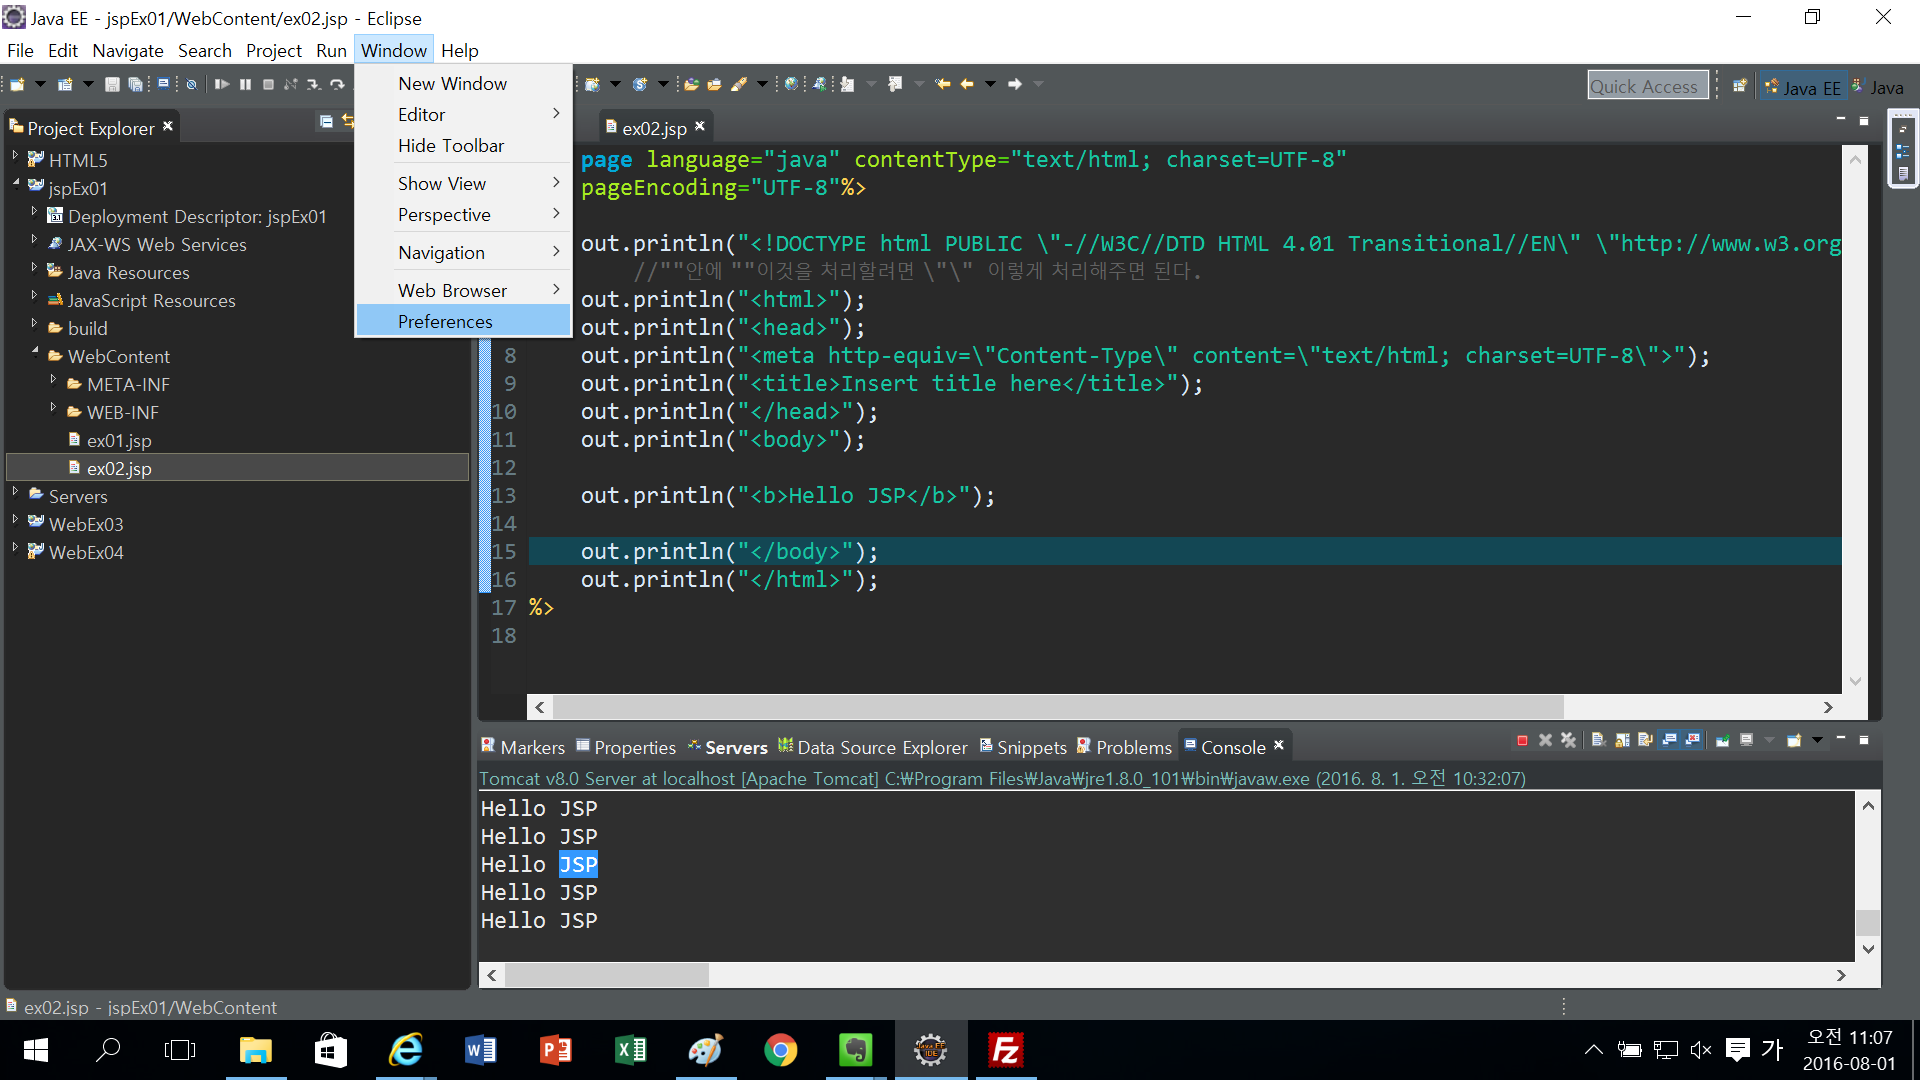 Java EE - jspEx01/WebContent/ex02.jsp - Eclipse
File Edit Navigate Search Project Run Window Help
Quick Access
Java EE
Java
New Window
Editor
Hide Toolbar
Show View
Perspective
Navigation
Web Browser
Preferences
Project Explorer
HTML5
jspEx01
Deployment Descriptor: jspEx01
JAX-WS Web Services
Java Resources
JavaScript Resources
build
WebContent
META-INF
WEB-INF
ex01.jsp
ex02.jsp
Servers
WebEx03
WebEx04
ex02.jsp
page language="java" contentType="text/html; charset=UTF-8"
pageEncoding="UTF-8"%>
out.println("<!DOCTYPE html PUBLIC \"-//W3C//DTD HTML 4.01 Transitional//EN\" \"http://www.w3.org
//""안에 ""이것을 처리할려면 \"\" 이렇게 처리해주면 된다.
out.println("<html>");
out.println("<head>");
8 out.println("<meta http-equiv=\"Content-Type\" content=\"text/html; charset=UTF-8\">");
9 out.println("<title>Insert title here</title>");
10 out.println("</head>");
11 out.println("<body>");
12
13 out.println("<b>Hello JSP</b>");
14
15 out.println("</body>");
16 out.println("</html>");
17 %>
18
Markers Properties Servers Data Source Explorer Snippets Problems Console
Tomcat v8.0 Server at localhost [Apache Tomcat] C:₩Program Files₩Java₩jre1.8.0_101₩bin₩javaw.exe (2016. 8. 1. 오전 10:32:07)
Hello JSP
Hello JSP
Hello JSP
Hello JSP
Hello JSP
ex02.jsp - jspEx01/WebContent
가
오전 11:07
2016-08-01